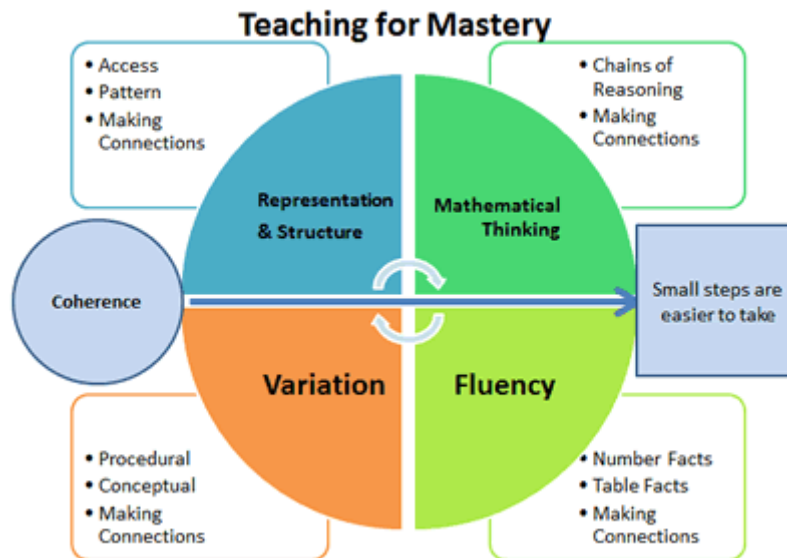 Teaching for Mastery
• Access
• Pattern
• Making
Connections
• Chains of
Reasoning
• Making
Connections
Representation
& Structure
Mathematical
Thinking
Coherence
Small steps are
easier to take
Variation
Fluency
• Procedural
• Conceptual
• Making
Connections
• Number Facts
• Table Facts
• Making
Connections